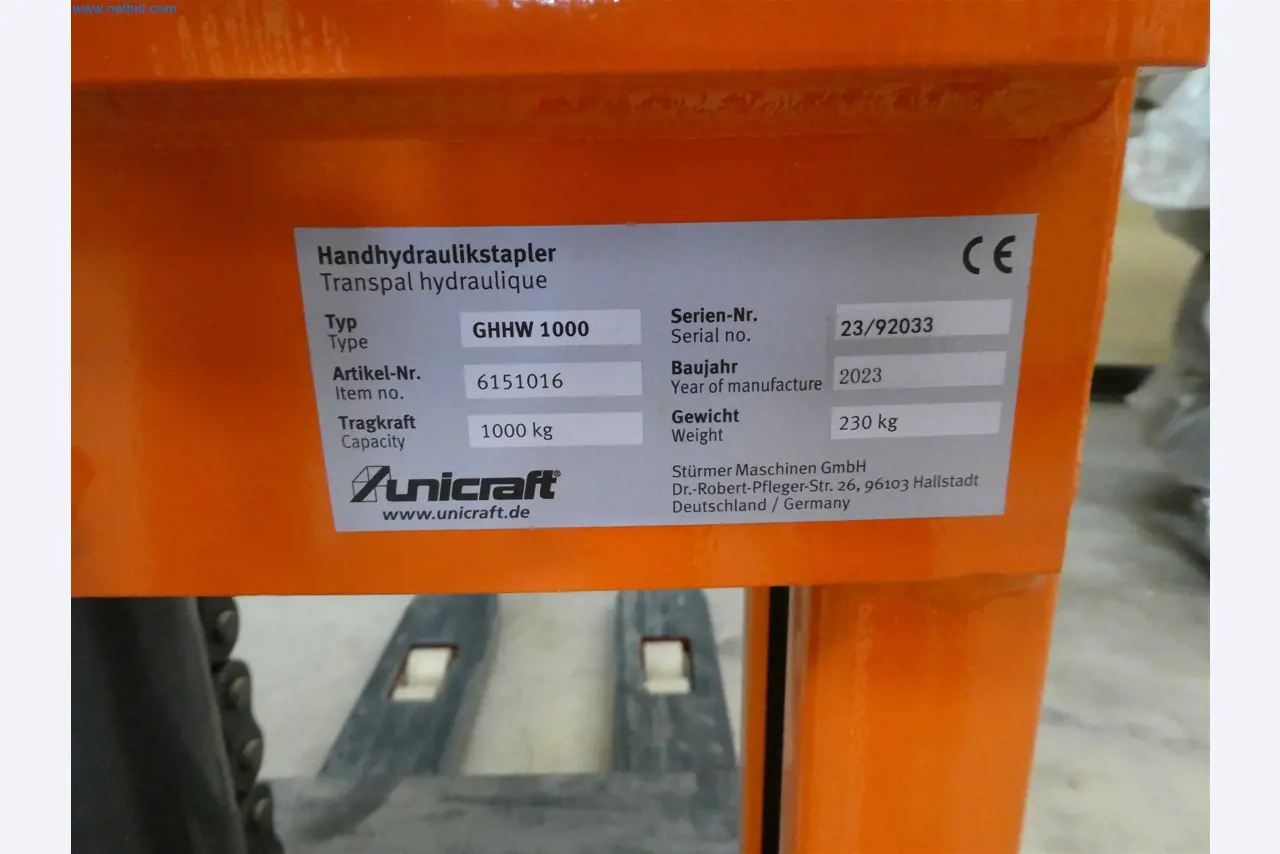 www.netbid.com
Handhydraulikstapler
Transpal hydraulique
CE
Typ
Type
GHHW 1000
Serien-Nr.
Serial no.
23/92033
Artikel-Nr.
Item no.
6151016
Baujahr
Year of manufacture
2023
Tragkraft
Capacity
1000 kg
Gewicht
Weight
230 kg
unicraft®
www.unicraft.de
Stürmer Maschinen GmbH
Dr.-Robert-Pfleger-Str. 26, 96103 Hallstadt
Deutschland / Germany